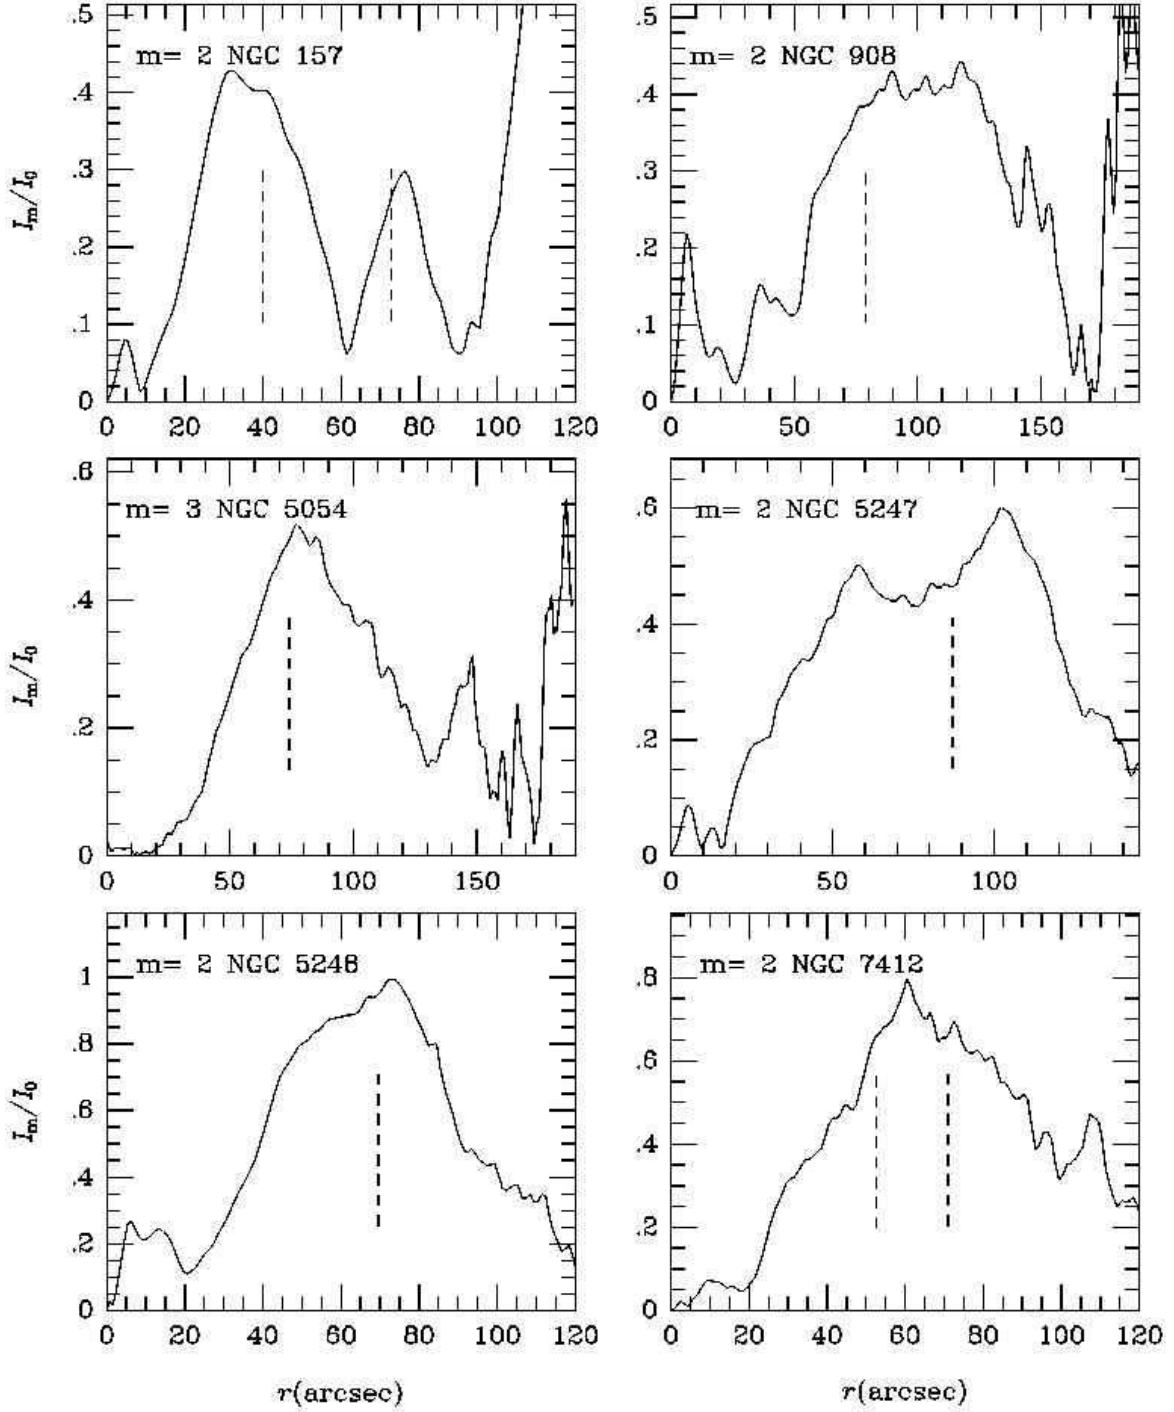 .5
.4
.3
.2
.1
0
m= 2 NGC 157
I_m/I_0
0 20 40 60 80 100 120
.5
.4
.3
.2
.1
0
m= 2 NGC 908
0 50 100 150
.6
.4
.2
0
m= 3 NGC 5054
I_m/I_0
0 50 100 150
.6
.4
.2
0
m= 2 NGC 5247
0 50 100
1
.8
.6
.4
.2
0
m= 2 NGC 5248
I_m/I_0
0 20 40 60 80 100 120
r(arcsec)
.8
.6
.4
.2
0
m= 2 NGC 7412
0 20 40 60 80 100 120
r(arcsec)